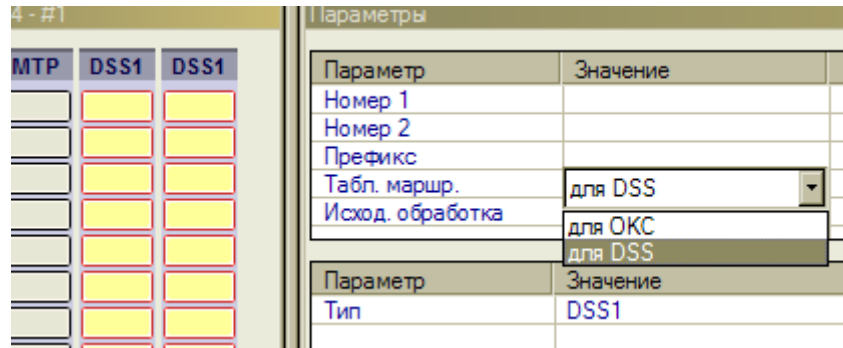 4 - #1
MTP DSS1 DSS1
Параметры
Параметр Значение
Номер 1
Номер 2
Префикс
Табл. маршр. для DSS
Исход. обработка
для ОКС
для DSS
Параметр Значение
Тип DSS1